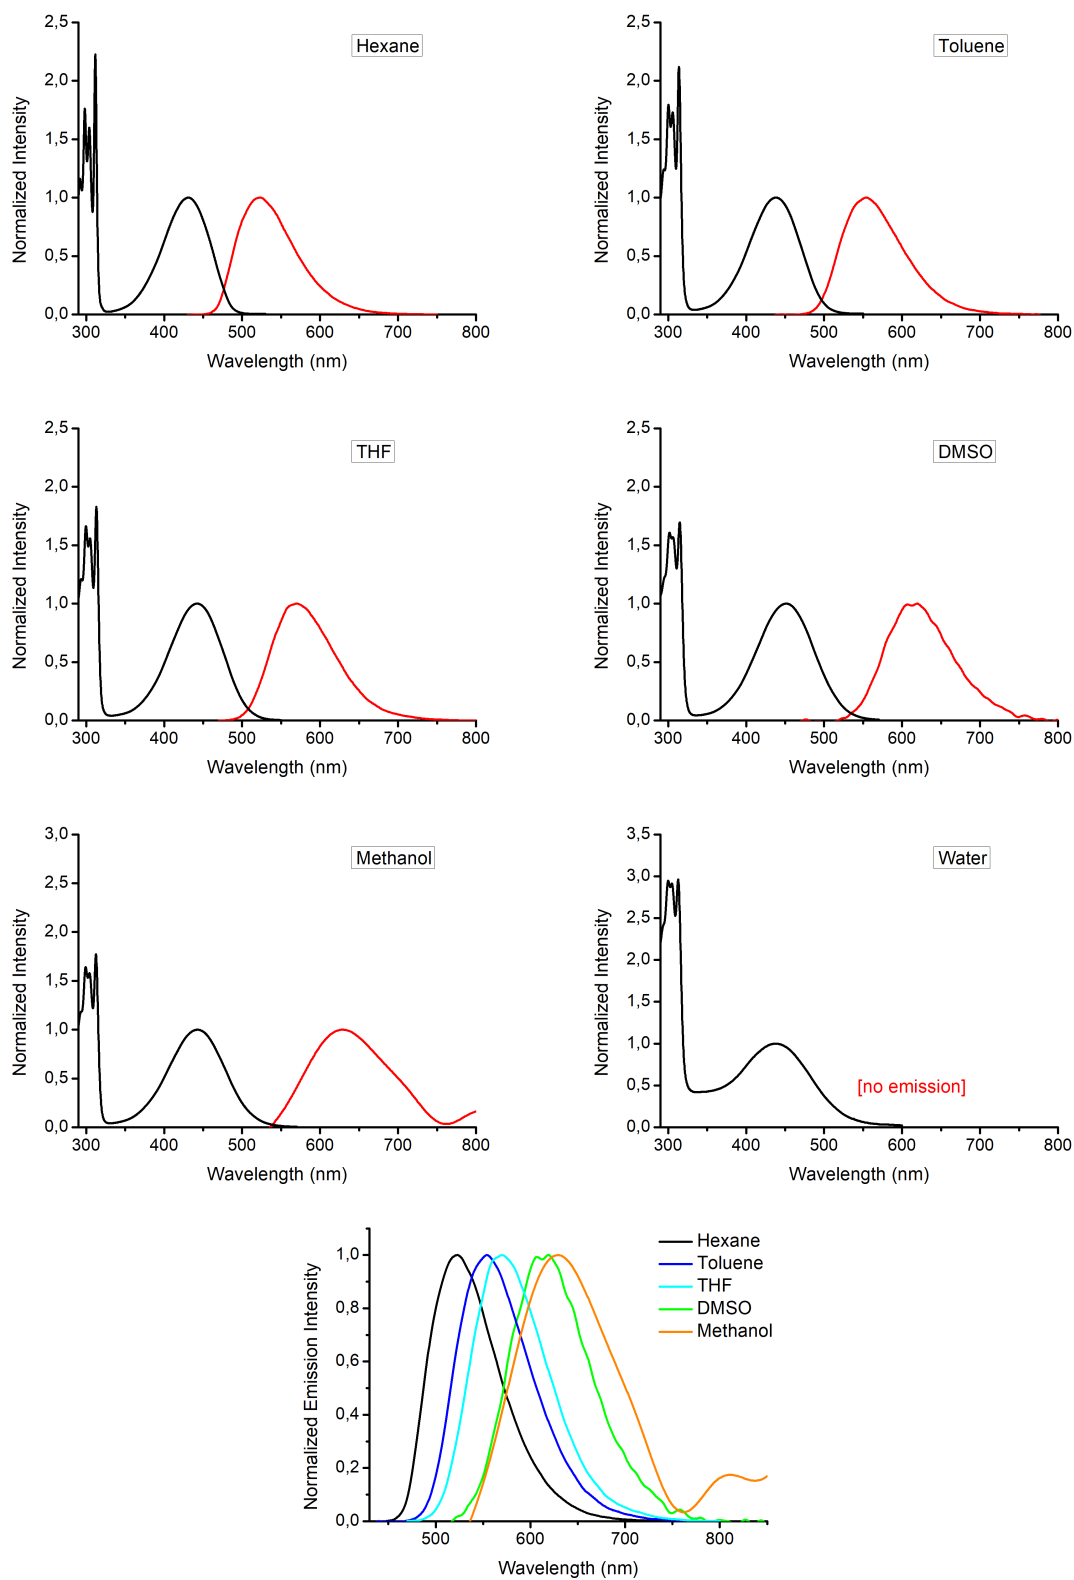 Hexane
2,5
2,0
1,5
1,0
0,5
0,0
Normalized Intensity
300 400 500 600 700 800
Wavelength (nm)
Toluene
2,5
2,0
1,5
1,0
0,5
0,0
Normalized Intensity
300 400 500 600 700 800
Wavelength (nm)
THF
2,5
2,0
1,5
1,0
0,5
0,0
Normalized Intensity
300 400 500 600 700 800
Wavelength (nm)
DMSO
2,5
2,0
1,5
1,0
0,5
0,0
Normalized Intensity
300 400 500 600 700 800
Wavelength (nm)
Methanol
3,0
2,5
2,0
1,5
1,0
0,5
0,0
Normalized Intensity
300 400 500 600 700 800
Wavelength (nm)
Water
3,5
3,0
2,5
2,0
1,5
1,0
0,5
0,0
Normalized Intensity
[no emission]
300 400 500 600 700 800
Wavelength (nm)
Hexane
Toluene
THF
DMSO
Methanol
1,0
0,8
0,6
0,4
0,2
0,0
Normalized Emission Intensity
500 600 700 800
Wavelength (nm)